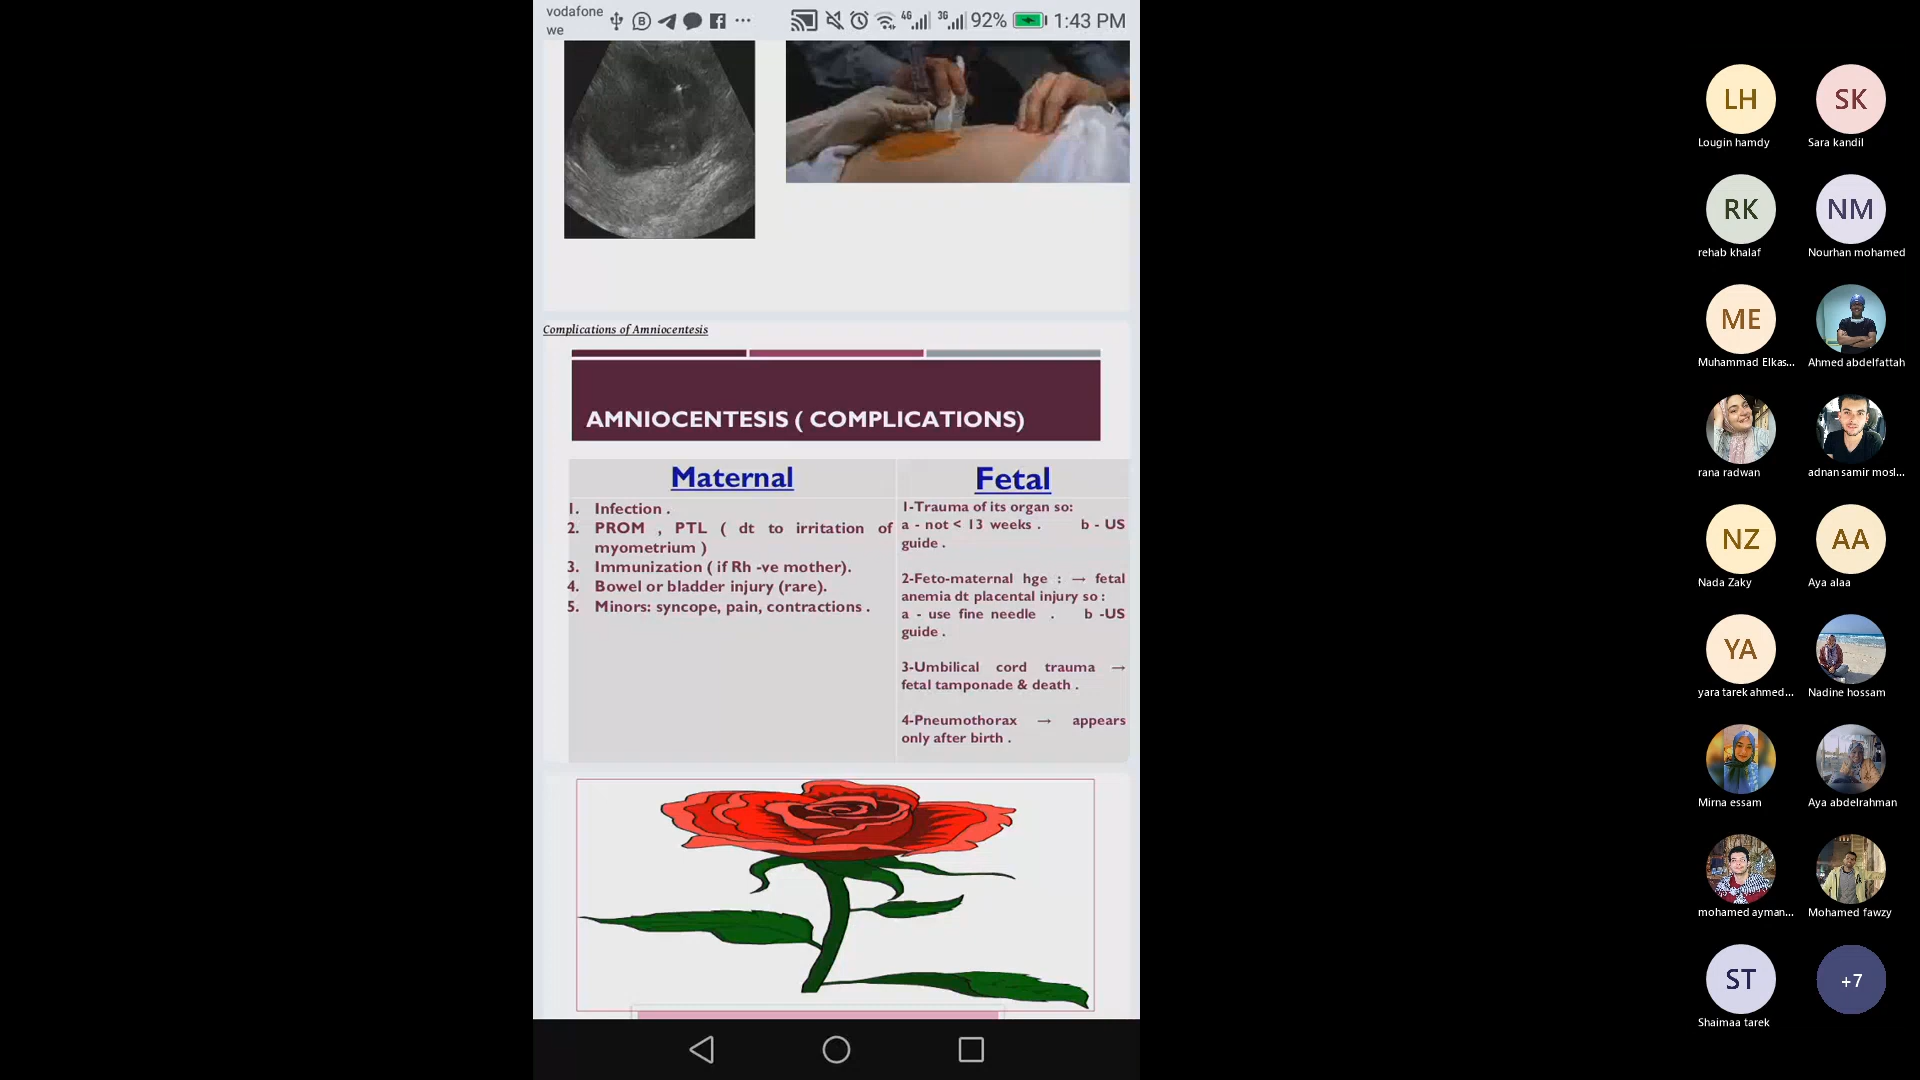 vodafone
we
4G 3G 92% 1:43 PM
Complications of Amniocentesis
AMNIOCENTESIS ( COMPLICATIONS)
Maternal
1. Infection .
2. PROM , PTL ( dt to irritation of
myometrium )
3. Immunization ( if Rh -ve mother).
4. Bowel or bladder injury (rare).
5. Minors: syncope, pain, contractions .
Fetal
1-Trauma of its organ so:
a - not < 13 weeks . b - US
guide .
2-Feto-maternal hge : → fetal
anemia dt placental injury so :
a - use fine needle . b -US
guide .
3-Umbilical cord trauma →
fetal tamponade & death .
4-Pneumothorax → appears
only after birth .
LH SK
Lougin hamdy Sara kandil
RK NM
rehab khalaf Nourhan mohamed
ME
Muhammad Elkas... Ahmed abdelfattah
rana radwan adnan samir mosl...
NZ AA
Nada Zaky Aya alaa
YA
yara tarek ahmed... Nadine hossam
Mirna essam Aya abdelrahman
mohamed ayman... Mohamed fawzy
ST +7
Shaimaa tarek